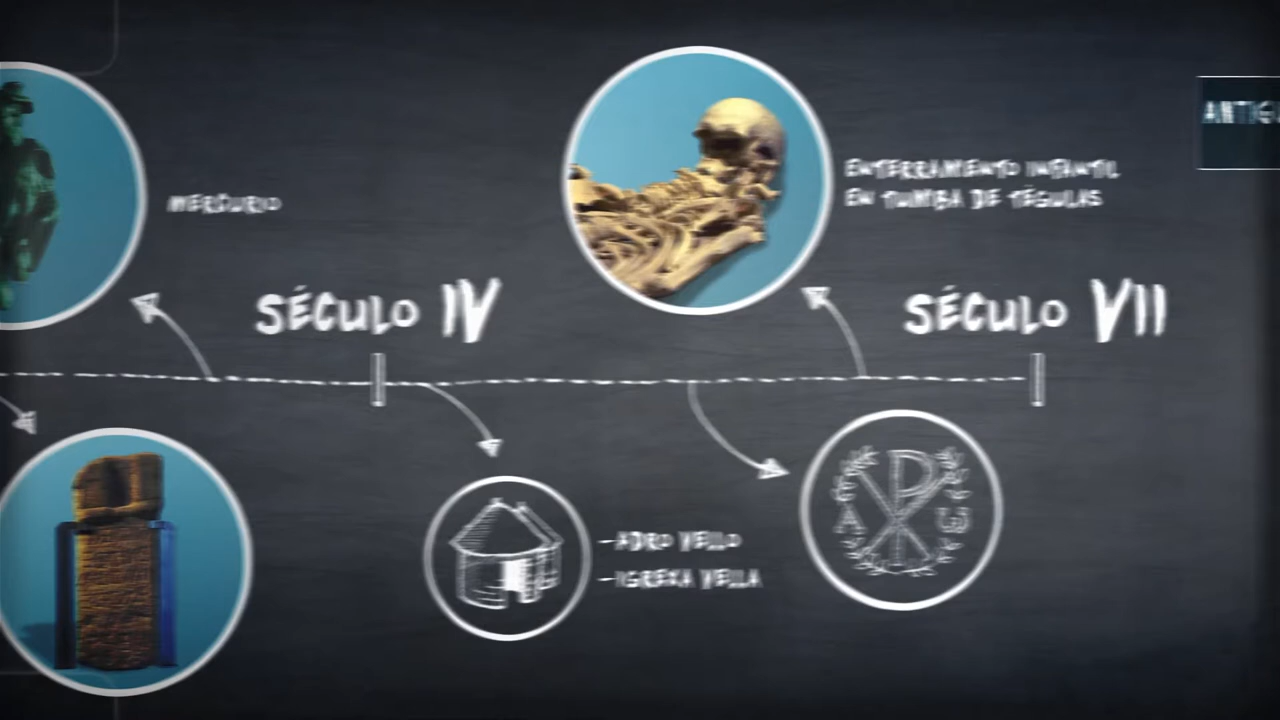 MERCURIO
SÉCULO IV
ENTERRAMENTO INFANTIL
EN TUMBA DE TÉGULAS
SÉCULO VII
-ADRO VELLO
-IGREXA VELLA
A
P
ω